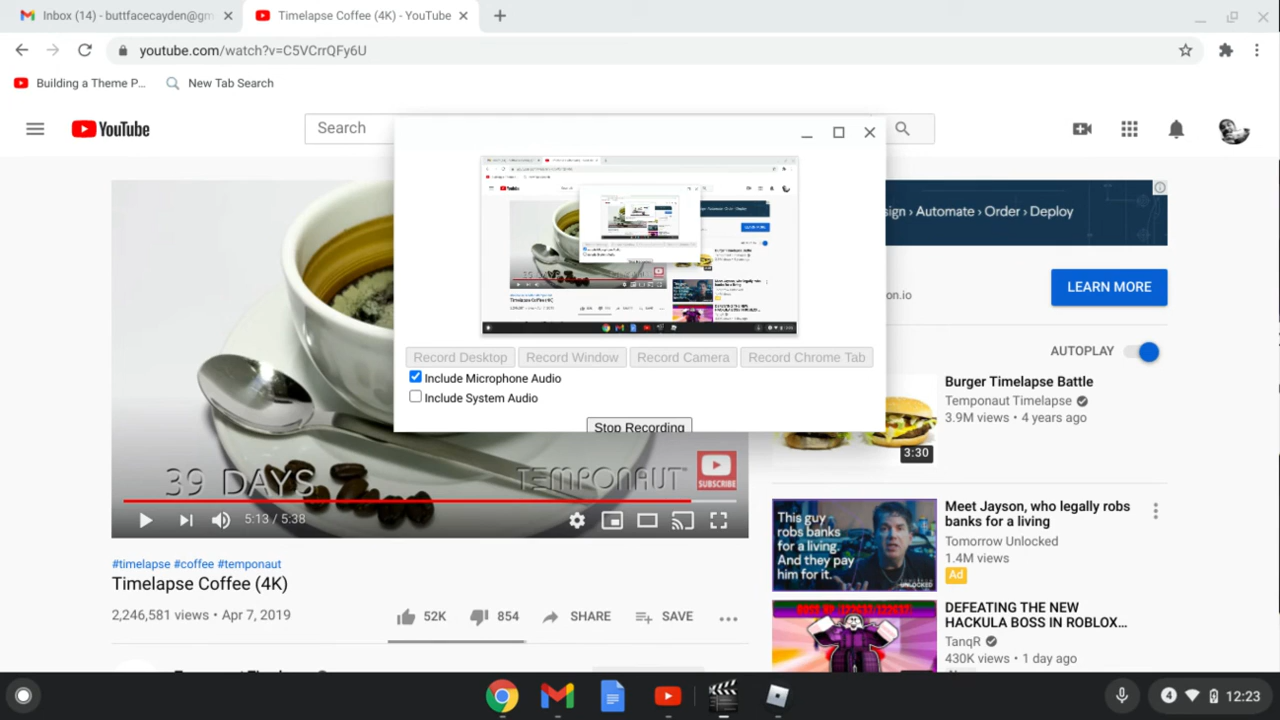 Inbox (14) - buttfacecayden@gm
Timelapse Coffee (4K) - YouTube
youtube.com/watch?v=C5VCrrQFy6U
Building a Theme P...
New Tab Search
YouTube
Search
sign › Automate › Order › Deploy
on.io
LEARN MORE
Record Desktop
Record Window
Record Camera
Record Chrome Tab
Include Microphone Audio
Include System Audio
Stop Recording
AUTOPLAY
Burger Timelapse Battle
Temponaut Timelapse
3.9M views • 4 years ago
3:30
39 DAYS
TEMPONAUT
SUBSCRIBE
5:13 / 5:38
This guy
robs banks
for a living.
And they pay
him for it.
UNLOCKED
Meet Jayson, who legally robs
banks for a living
Tomorrow Unlocked
1.4M views
Ad
#timelapse #coffee #temponaut
Timelapse Coffee (4K)
2,246,581 views • Apr 7, 2019
52K
854
SHARE
SAVE
DEFEATING THE NEW
HACKULA BOSS IN ROBLOX...
TanqR
430K views • 1 day ago
4
12:23